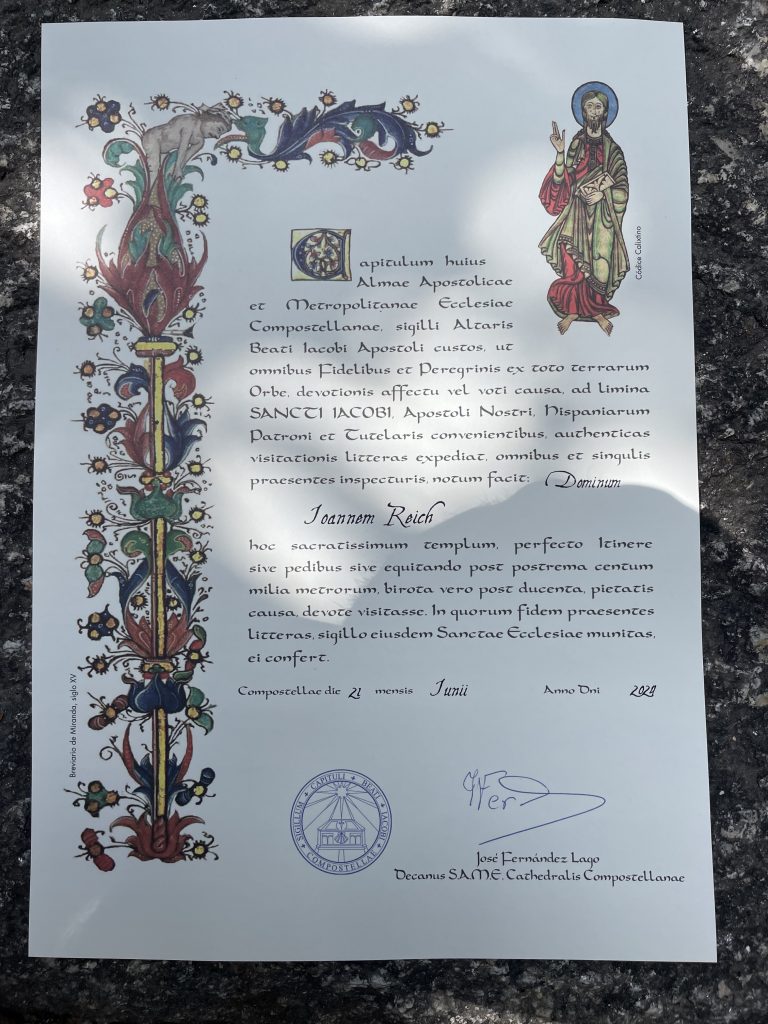 Capitulum huius
Almae Apostolicae
et Metropolitanae Ecclesiae
Compostellanae, sigilli Altaris
Beati Iacobi Apostoli custos, ut
omnibus Fidelibus et Peregrinis ex toto terrarum
Orbe, devotionis affectu vel voti causa, ad limina
SANCTI IACOBI, Apostoli Nostri, Hispaniarum
Patroni et Tutelaris convenientibus, authenticas
visitationis litteras expediat, omnibus et singulis
praesentes inspecturis, notum facit: Dominum
Ioannem Reich
hoc sacratissimum templum, perfecto Itinere
sive pedibus sive equitando post postrema centum
milia metrorum, birota vero post ducenta, pietatis
causa, devote visitasse. In quorum fidem praesentes
litteras, sigillo eiusdem Sanctae Ecclesiae munitas,
ei confert.
Compostellae die 21 mensis Iunii Anno Dni
SIGILLUM CAPITULI BEATI IACOBI
COMPOSTELLAE
José Fernández Lago
Decanus S.A.M.E. Cathedralis Compostellanae
Códice Calixtino
Breviario de Miranda, siglo XV